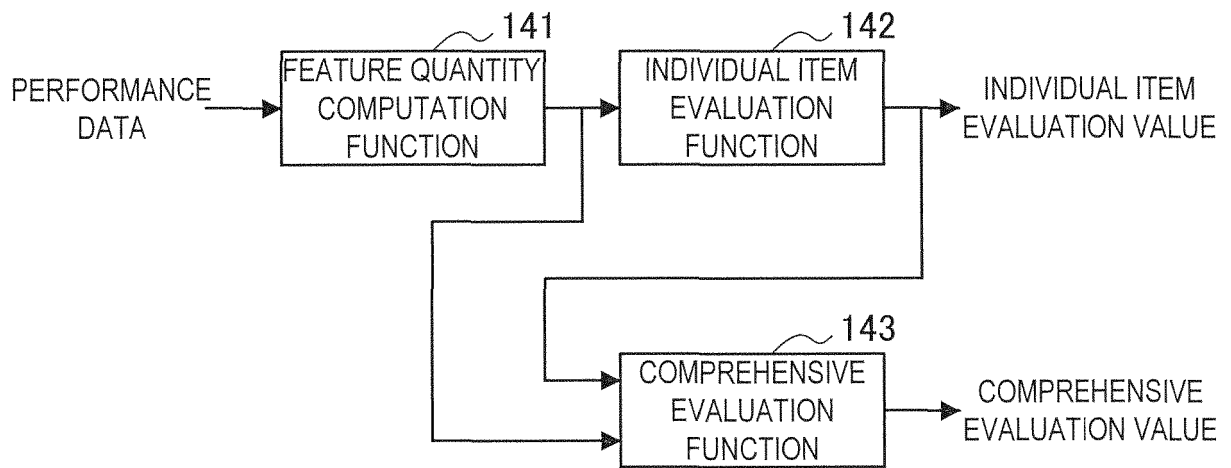 141
142
PERFORMANCE
DATA
FEATURE QUANTITY
COMPUTATION
FUNCTION
INDIVIDUAL ITEM
EVALUATION
FUNCTION
INDIVIDUAL ITEM
EVALUATION VALUE
143
COMPREHENSIVE
EVALUATION
FUNCTION
COMPREHENSIVE
EVALUATION VALUE